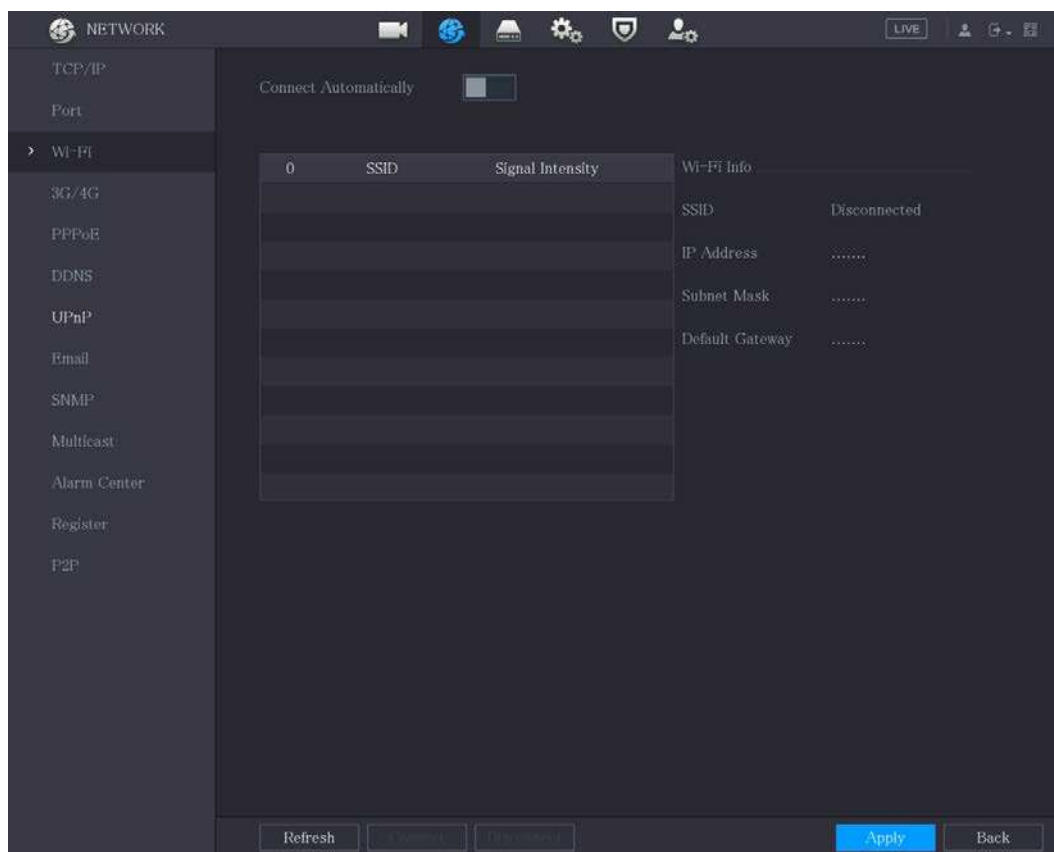 NETWORK
LIVE
TCP/IP
Port
Wi-Fi
3G/4G
PPPoE
DDNS
UPnP
Email
SNMP
Multicast
Alarm Center
Register
P2P
Connect Automatically
0 SSID Signal Intensity
Wi-Fi Info
SSID Disconnected
IP Address .......
Subnet Mask .......
Default Gateway .......
Refresh Connect Disconnect Apply Back